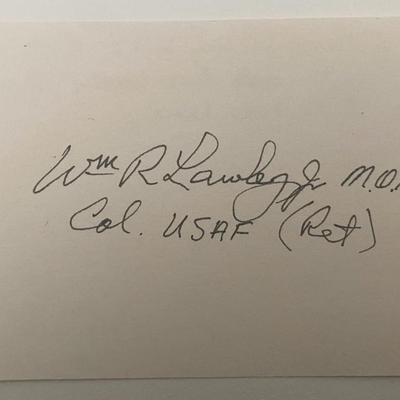 Wm R Lawley Jr M.O.H
Col. USAF (Ret)